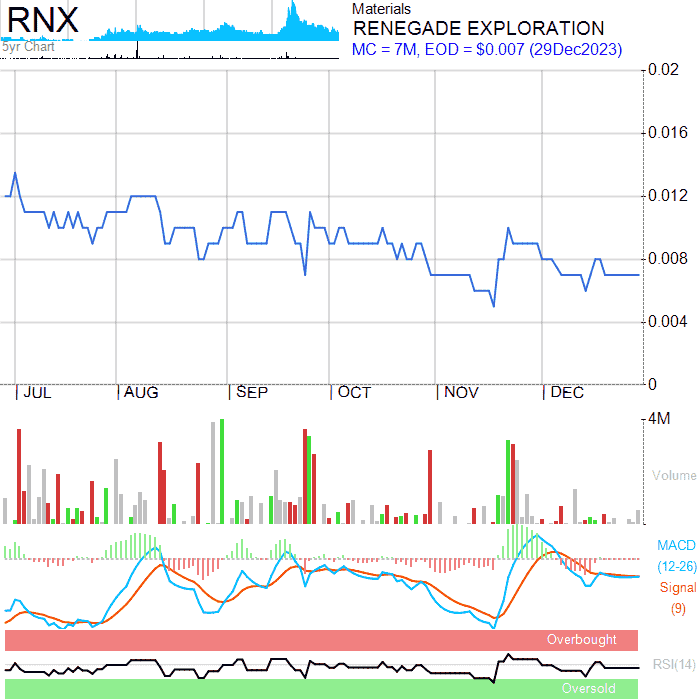 RNX
5yr Chart
Materials
RENEGADE EXPLORATION
MC = 7M, EOD = $0.007 (29Dec2023)
0.02
0.016
0.012
0.008
0.004
0
JUL AUG SEP OCT NOV DEC
4M
Volume
MACD
(12-26)
Signal
(9)
Overbought
RSI(14)
Oversold